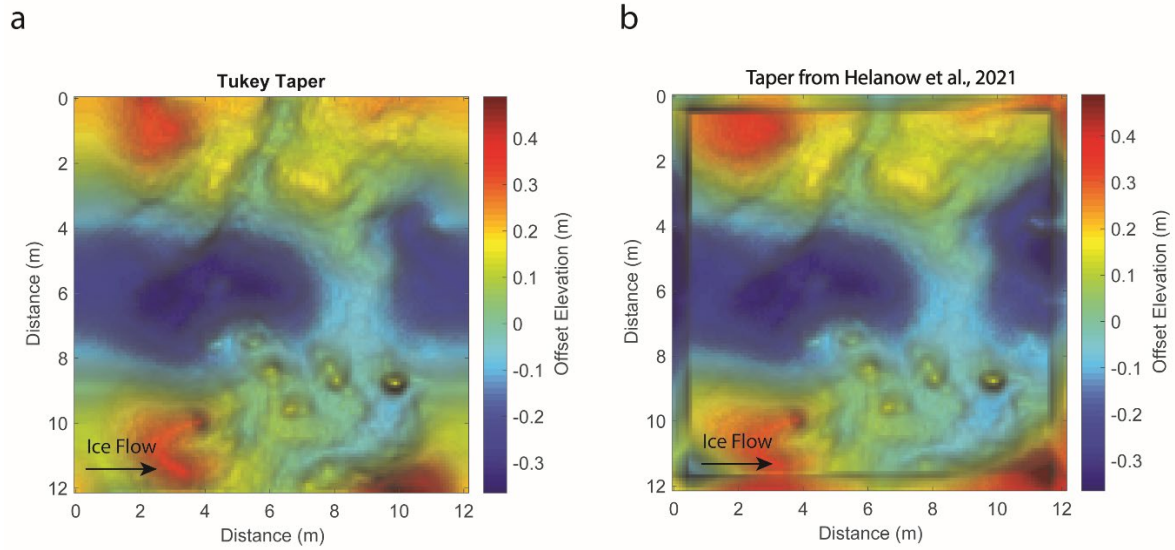 a
Tukey Taper
0
2
4
6
8
10
12
Distance (m)
0 2 4 6 8 10 12
Distance (m)
Ice Flow
0.4
0.3
0.2
0.1
0
-0.1
-0.2
-0.3
Offset Elevation (m)
b
Taper from Helanow et al., 2021
0
2
4
6
8
10
12
Distance (m)
0 2 4 6 8 10 12
Distance (m)
Ice Flow
0.4
0.3
0.2
0.1
0
-0.1
-0.2
-0.3
Offset Elevation (m)